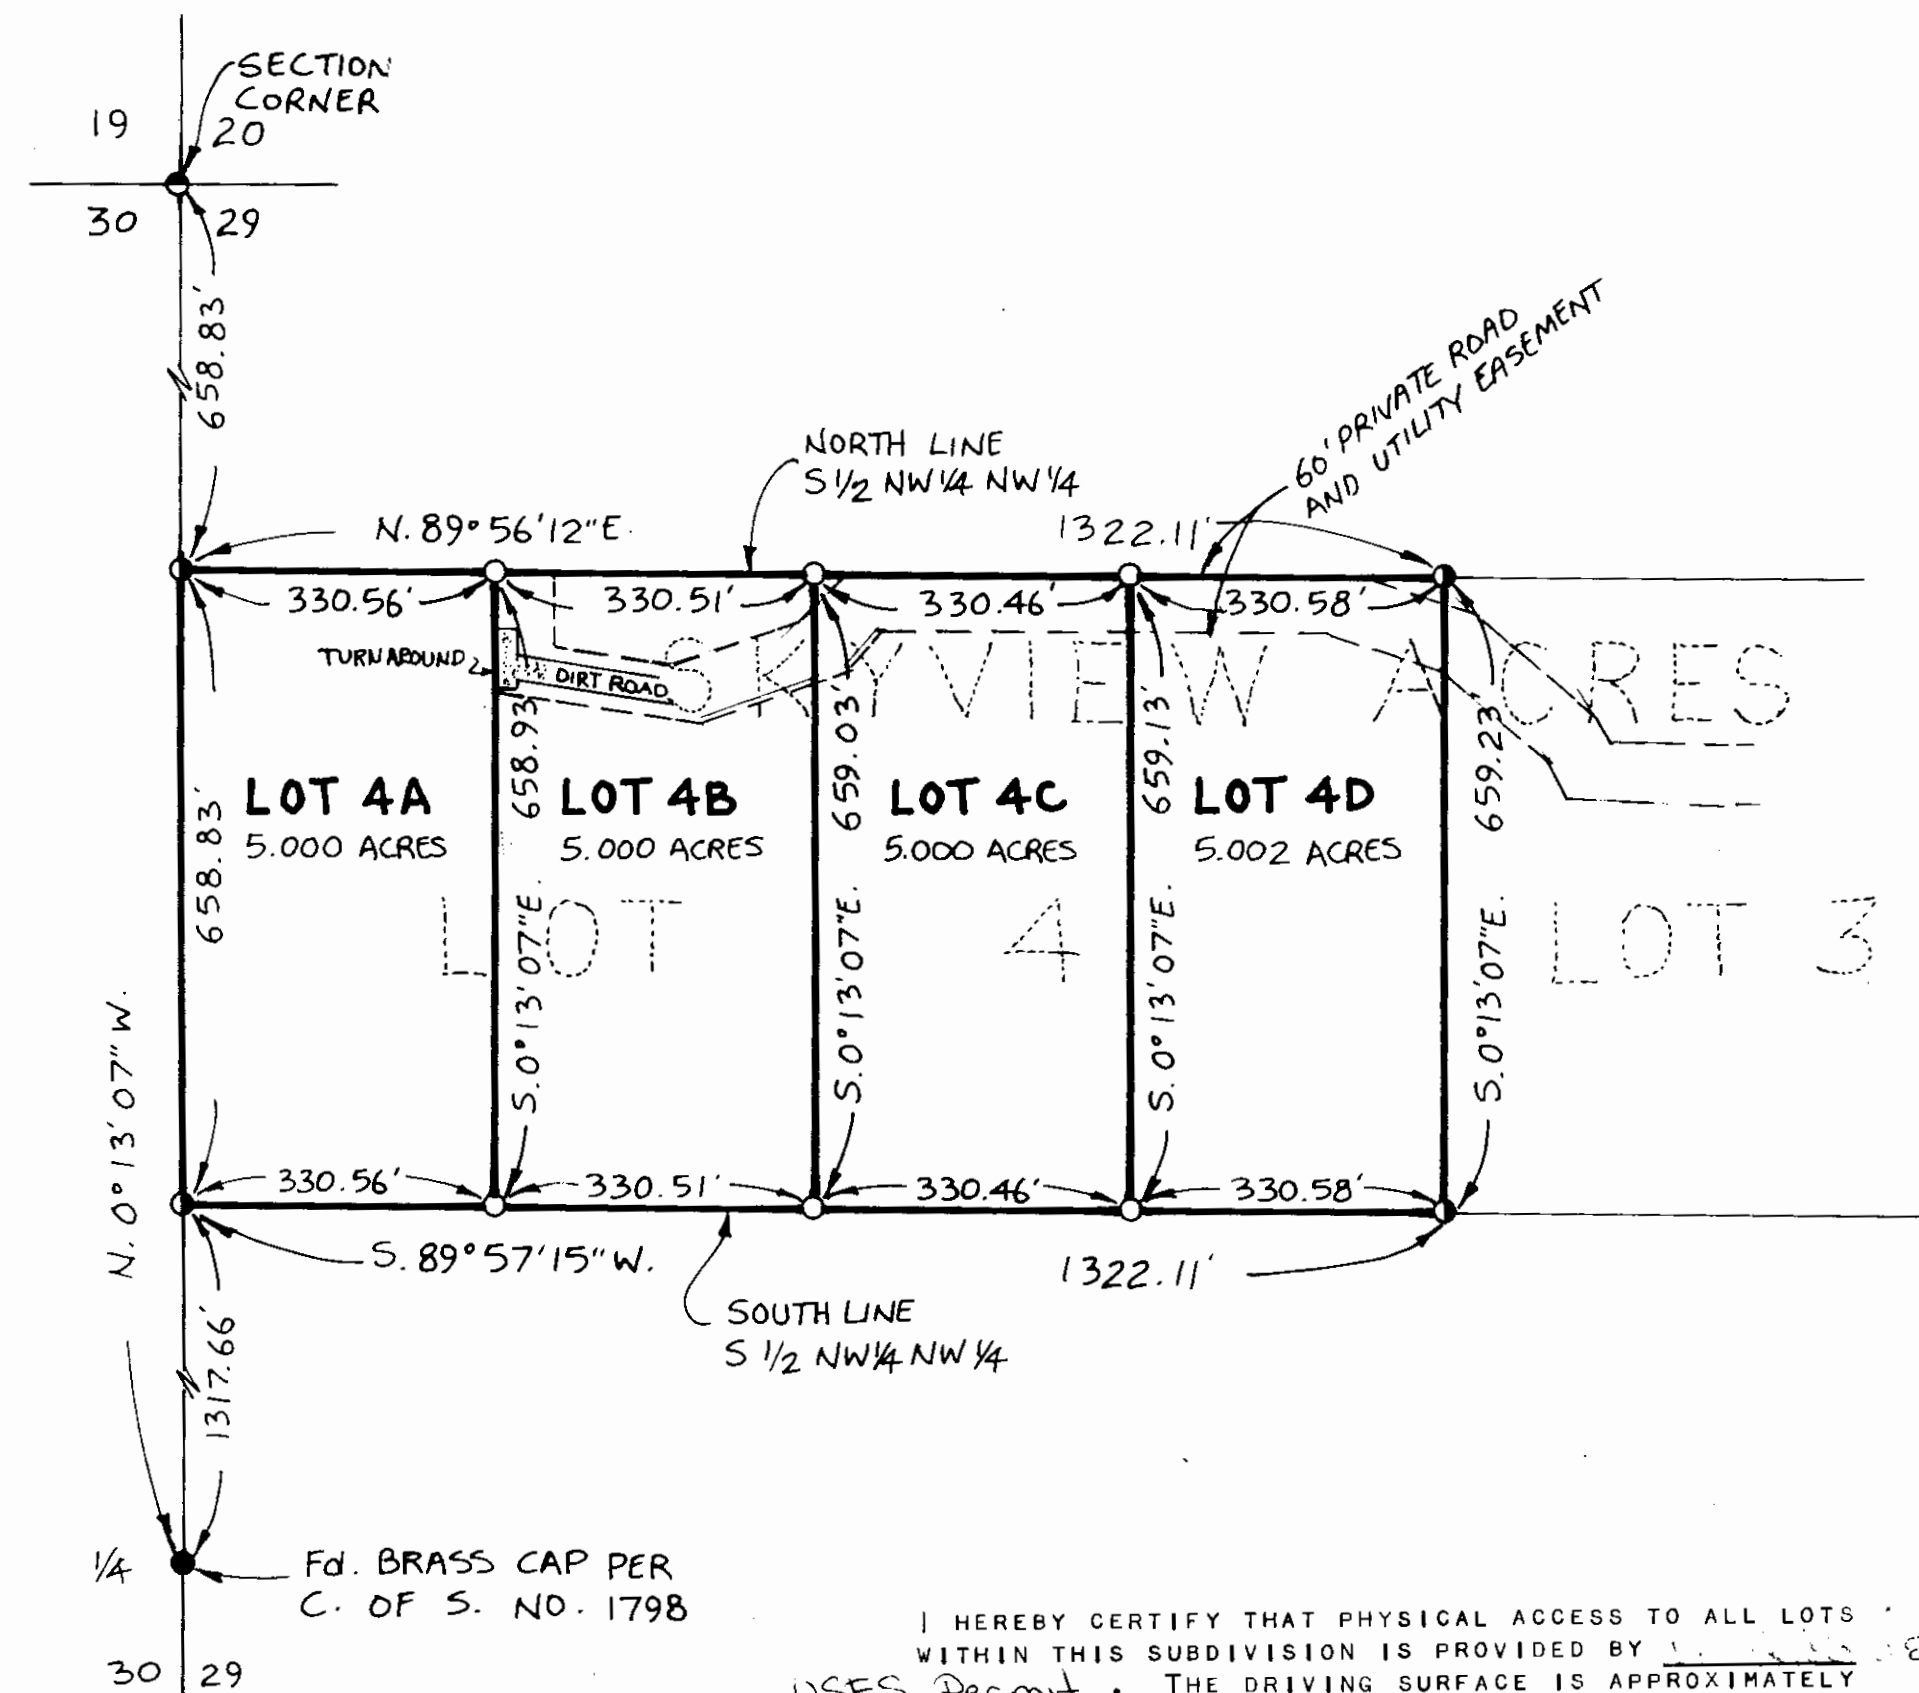 SECTION
CORNER
19
20
30
29
658.83'
60' PRIVATE ROAD
AND UTILITY EASEMENT
NORTH LINE
S 1/2 NW 1/4 NW 1/4
N. 89° 56' 12" E.
1322.11'
330.56'
330.51'
330.46'
330.58'
TURNAROUND
DIRT ROAD
SKYVIEW ACRES
658.83'
658.93'
659.03'
659.13'
659.23'
LOT 4A
5.000 ACRES
LOT 4B
5.000 ACRES
LOT 4C
5.000 ACRES
LOT 4D
5.002 ACRES
LOT 4
LOT 3
S. 0° 13' 07" E.
S. 0° 13' 07" E.
S. 0° 13' 07" E.
S. 0° 13' 07" E.
N. 0° 13' 07" W.
330.56'
330.51'
330.46'
330.58'
S. 89° 57' 15" W.
1322.11'
SOUTH LINE
S 1/2 NW 1/4 NW 1/4
1317.66'
1/4
Fd. BRASS CAP PER
C. OF S. NO. 1798
30
29
I HEREBY CERTIFY THAT PHYSICAL ACCESS TO ALL LOTS
WITHIN THIS SUBDIVISION IS PROVIDED BY
Permit. THE DRIVING SURFACE IS APPROXIMATELY